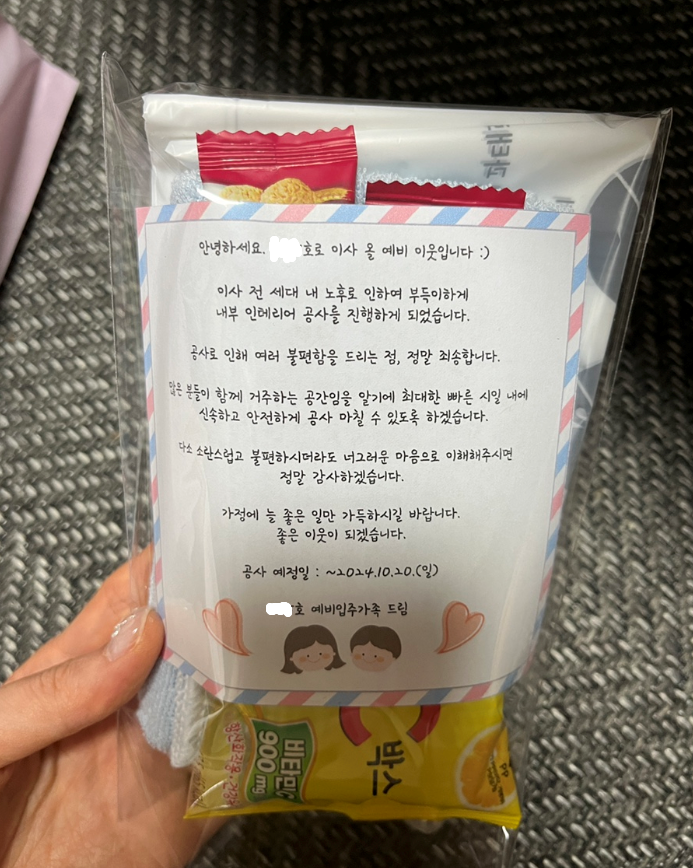 안녕하세요. 호로 이사 올 예비 이웃입니다 :)
이사 전 세대 내 노후로 인하여 부득이하게
내부 인테리어 공사를 진행하게 되었습니다.
공사로 인해 여러 불편함을 드리는 점, 정말 죄송합니다.
많은 분들이 함께 거주하는 공간임을 알기에 최대한 빠른 시일 내에
신속하고 안전하게 공사 마칠 수 있도록 하겠습니다.
다소 소란스럽고 불편하시더라도 너그러운 마음으로 이해해주시면
정말 감사하겠습니다.
가정에 늘 좋은 일만 가득하시길 바랍니다.
좋은 이웃이 되겠습니다.
공사 예정일 : ~2024.10.20.(일)
호 예비입주가족 드림
비타민C
900mg
박스
PP